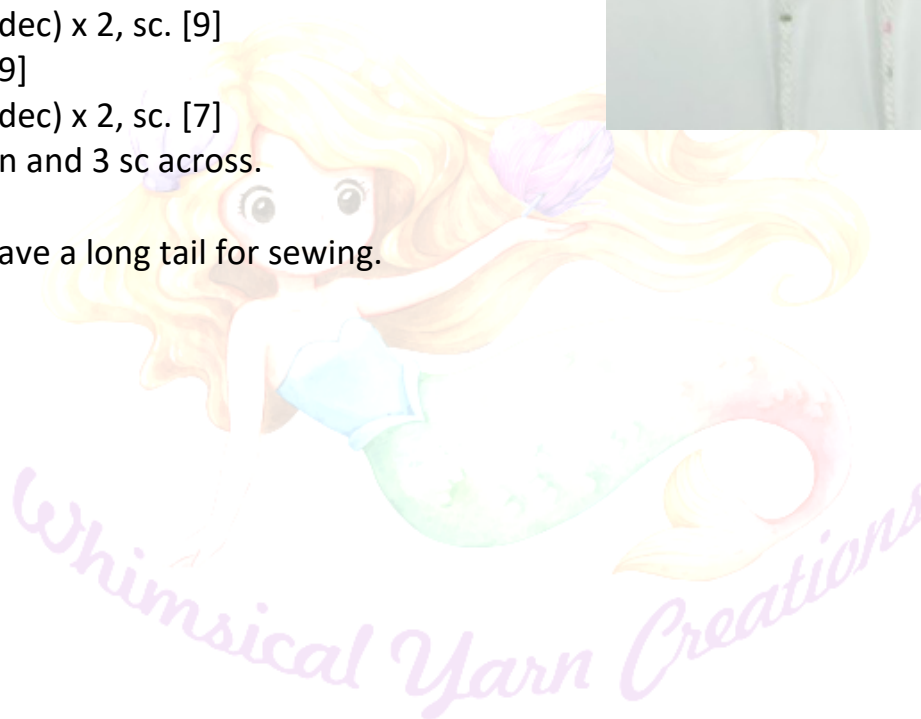 dec) x 2, sc. [9]
9]
dec) x 2, sc. [7]
n and 3 sc across.
ave a long tail for sewing.
Whimsical Yarn Creations